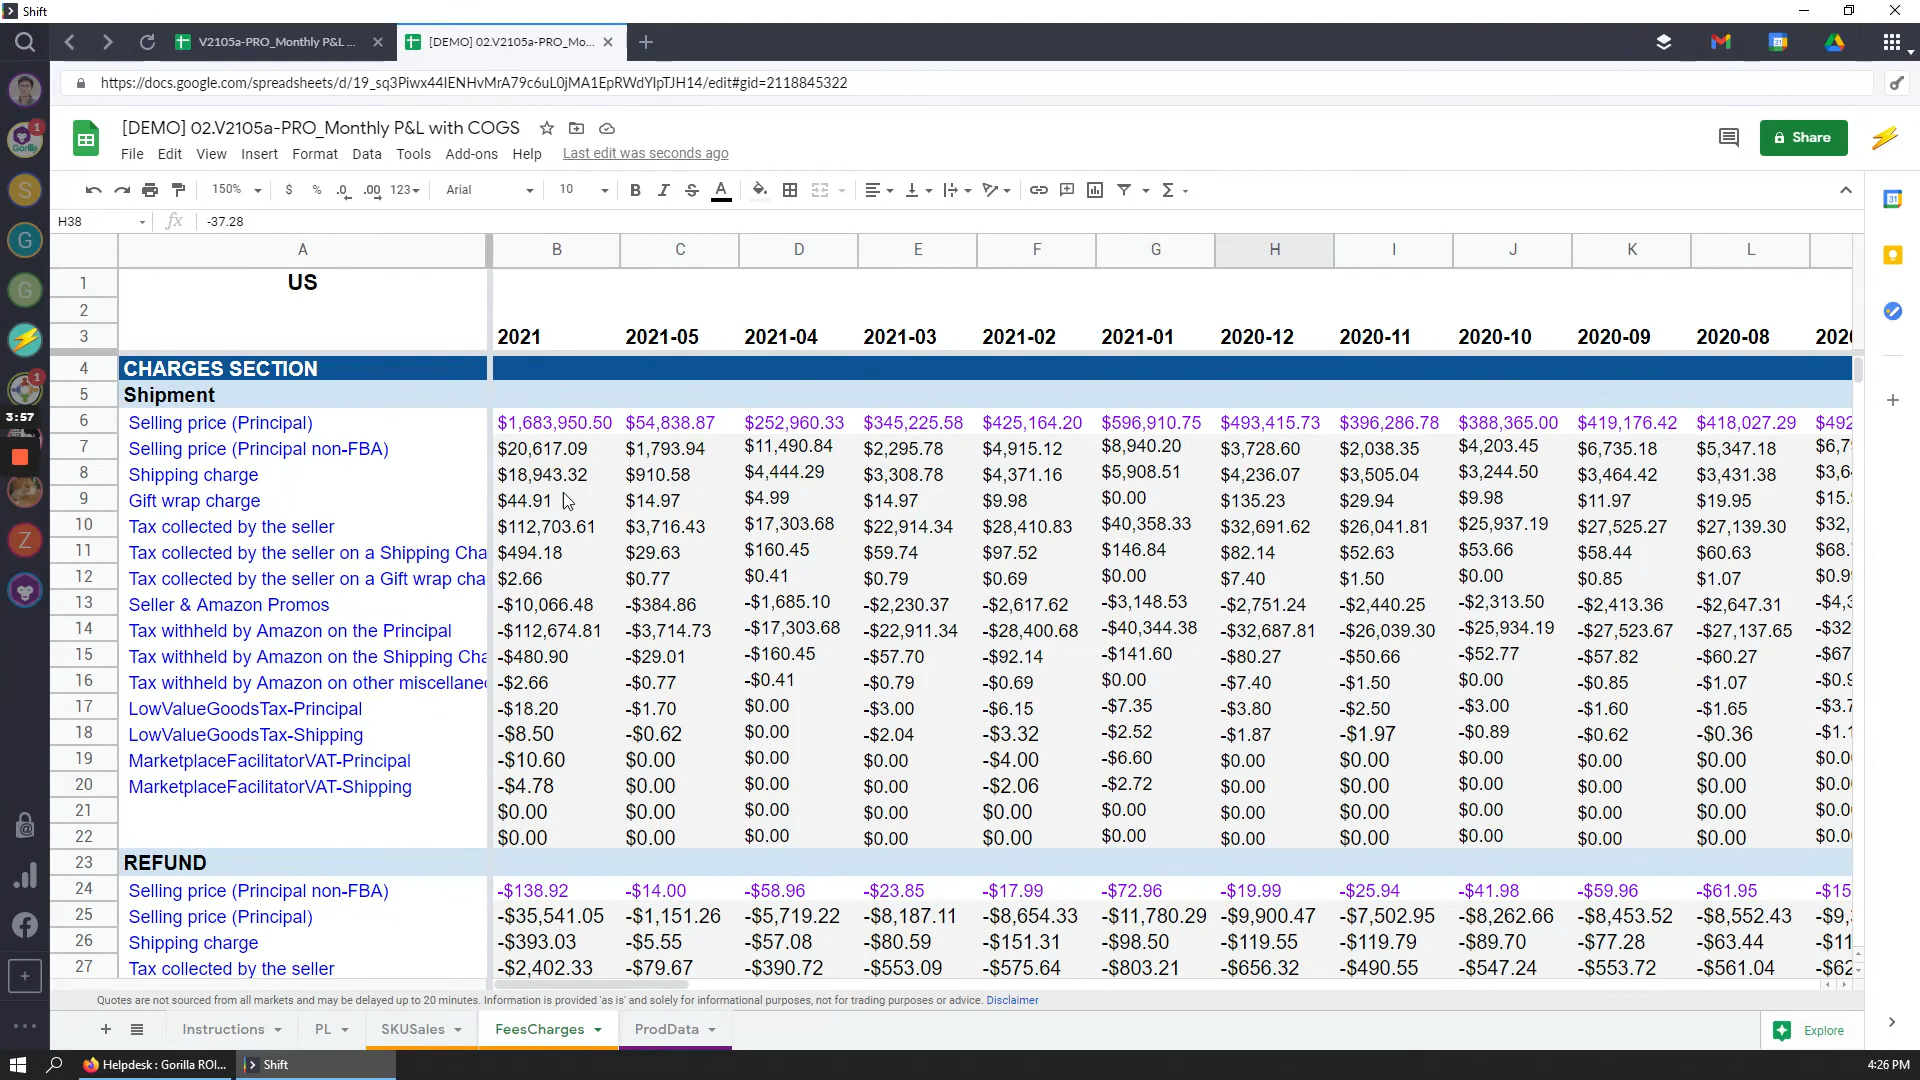 Shift
V2105a-PRO_Monthly P&L ...
[DEMO] 02.V2105a-PRO_Mo...
https://docs.google.com/spreadsheets/d/19_sq3Piwx44IENHvMrA79c6uL0jMA1EpRWdYlpTJH14/edit#gid=2118845322
[DEMO] 02.V2105a-PRO_Monthly P&L with COGS
Share
File Edit View Insert Format Data Tools Add-ons Help Last edit was seconds ago
150% $ % .0 .00 123 Arial 10 B I S A Σ
H38 fx -37.28
A B C D E F G H I J K L
1 US
2
3 2021 2021-05 2021-04 2021-03 2021-02 2021-01 2020-12 2020-11 2020-10 2020-09 2020-08
4 CHARGES SECTION
5 Shipment
6 Selling price (Principal) $1,683,950.50 $54,838.87 $252,960.33 $345,225.58 $425,164.20 $596,910.75 $493,415.73 $396,286.78 $388,365.00 $419,176.42 $418,027.29
7 Selling price (Principal non-FBA) $20,617.09 $1,793.94 $11,490.84 $2,295.78 $4,915.12 $8,940.20 $3,728.60 $2,038.35 $4,203.45 $6,735.18 $5,347.18
8 Shipping charge $18,943.32 $910.58 $4,444.29 $3,308.78 $4,371.16 $5,908.51 $4,236.07 $3,505.04 $3,244.50 $3,464.42 $3,431.38
9 Gift wrap charge $44.91 $14.97 $4.99 $14.97 $9.98 $0.00 $135.23 $29.94 $9.98 $11.97 $19.95
10 Tax collected by the seller $112,703.61 $3,716.43 $17,303.68 $22,914.34 $28,410.83 $40,358.33 $32,691.62 $26,041.81 $25,937.19 $27,525.27 $27,139.30
11 Tax collected by the seller on a Shipping Cha $494.18 $29.63 $160.45 $59.74 $97.52 $146.84 $82.14 $52.63 $53.66 $58.44 $60.63
12 Tax collected by the seller on a Gift wrap cha $2.66 $0.77 $0.41 $0.79 $0.69 $0.00 $7.40 $1.50 $0.00 $0.85 $1.07
13 Seller & Amazon Promos -$10,066.48 -$384.86 -$1,685.10 -$2,230.37 -$2,617.62 -$3,148.53 -$2,751.24 -$2,440.25 -$2,313.50 -$2,413.36 -$2,647.31
14 Tax withheld by Amazon on the Principal -$112,674.81 -$3,714.73 -$17,303.68 -$22,911.34 -$28,400.68 -$40,344.38 -$32,687.81 -$26,039.30 -$25,934.19 -$27,523.67 -$27,137.65
15 Tax withheld by Amazon on the Shipping Cha -$480.90 -$29.01 -$160.45 -$57.70 -$92.14 -$141.60 -$80.27 -$50.66 -$52.77 -$57.82 -$60.27
16 Tax withheld by Amazon on other miscellane -$2.66 -$0.77 -$0.41 -$0.79 -$0.69 $0.00 -$7.40 -$1.50 $0.00 -$0.85 -$1.07
17 LowValueGoodsTax-Principal -$18.20 -$1.70 $0.00 -$3.00 -$6.15 -$7.35 -$3.80 -$2.50 -$3.00 -$1.60 -$1.65
18 LowValueGoodsTax-Shipping -$8.50 -$0.62 $0.00 -$2.04 -$3.32 -$2.52 -$1.87 -$1.97 -$0.89 -$0.62 -$0.36
19 MarketplaceFacilitatorVAT-Principal -$10.60 $0.00 $0.00 $0.00 -$4.00 -$6.60 $0.00 $0.00 $0.00 $0.00 $0.00
20 MarketplaceFacilitatorVAT-Shipping -$4.78 $0.00 $0.00 $0.00 -$2.06 -$2.72 $0.00 $0.00 $0.00 $0.00 $0.00
21 $0.00 $0.00 $0.00 $0.00 $0.00 $0.00 $0.00 $0.00 $0.00 $0.00 $0.00
22 $0.00 $0.00 $0.00 $0.00 $0.00 $0.00 $0.00 $0.00 $0.00 $0.00 $0.00
23 REFUND
24 Selling price (Principal non-FBA) -$138.92 -$14.00 -$58.96 -$23.85 -$17.99 -$72.96 -$19.99 -$25.94 -$41.98 -$59.96 -$61.95
25 Selling price (Principal) -$35,541.05 -$1,151.26 -$5,719.22 -$8,187.11 -$8,654.33 -$11,780.29 -$9,900.47 -$7,502.95 -$8,262.66 -$8,453.52 -$8,552.43
26 Shipping charge -$393.03 -$5.55 -$57.08 -$80.59 -$151.31 -$98.50 -$119.55 -$119.79 -$89.70 -$77.28 -$63.44
27 Tax collected by the seller -$2,402.33 -$79.67 -$390.72 -$553.09 -$575.64 -$803.21 -$656.32 -$490.55 -$547.24 -$553.72 -$561.04
3:57
Quotes are not sourced from all markets and may be delayed up to 20 minutes. Information is provided 'as is' and solely for informational purposes, not for trading purposes or advice. Disclaimer
Instructions PL SKUSales FeesCharges ProdData Explore
Helpdesk : Gorilla ROI... Shift 4:26 PM